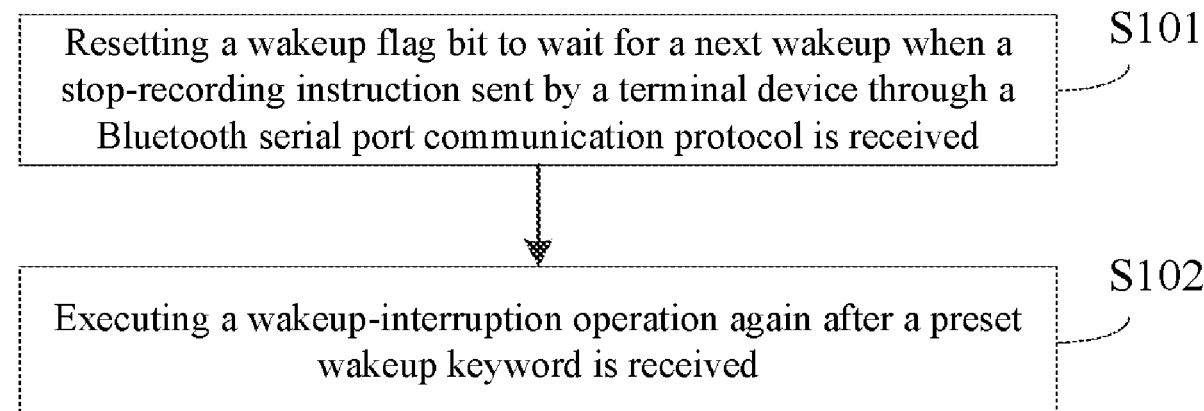 Resetting a wakeup flag bit to wait for a next wakeup when a
stop-recording instruction sent by a terminal device through a
Bluetooth serial port communication protocol is received
S101
Executing a wakeup-interruption operation again after a preset
wakeup keyword is received
S102